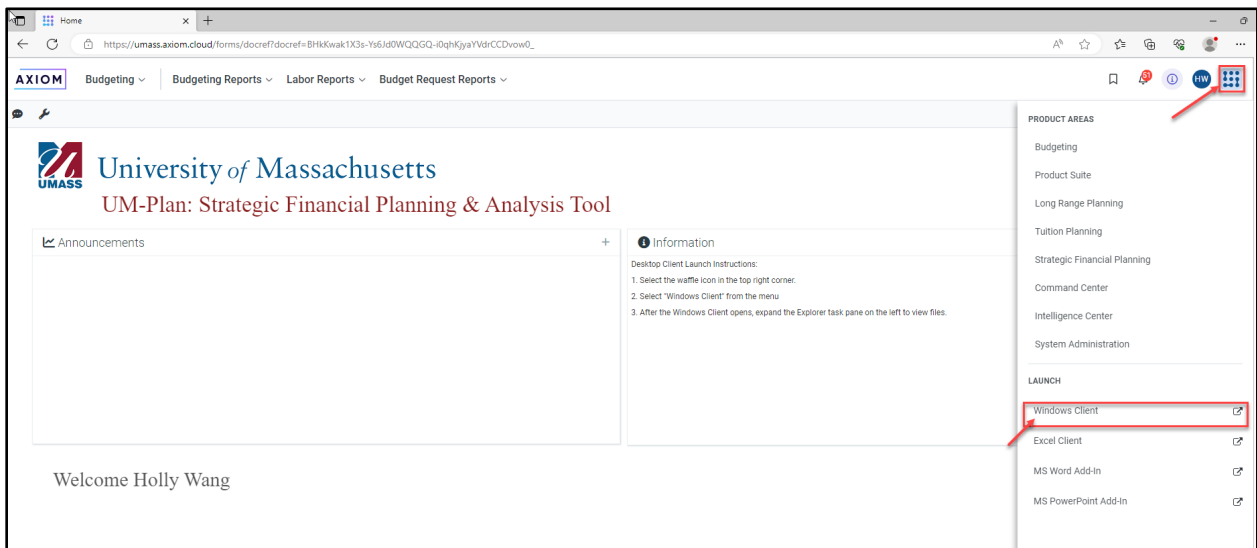 Home
https://umass.axiom.cloud/forms/docref?docref=BHkKwak1X3s-Ys6Jd0WQQGQ-i0qhKjyaYVdrCCDvow0_
AXIOM Budgeting Budgeting Reports Labor Reports Budget Request Reports 51 HW
PRODUCT AREAS
Budgeting
Product Suite
Long Range Planning
Tuition Planning
Strategic Financial Planning
Command Center
Intelligence Center
System Administration
LAUNCH
Windows Client
Excel Client
MS Word Add-In
MS PowerPoint Add-In
UMASS
University of Massachusetts
UM-Plan: Strategic Financial Planning & Analysis Tool
Announcements
Information
Desktop Client Launch Instructions:
1. Select the waffle icon in the top right corner.
2. Select "Windows Client" from the menu
3. After the Windows Client opens, expand the Explorer task pane on the left to view files.
Welcome Holly Wang